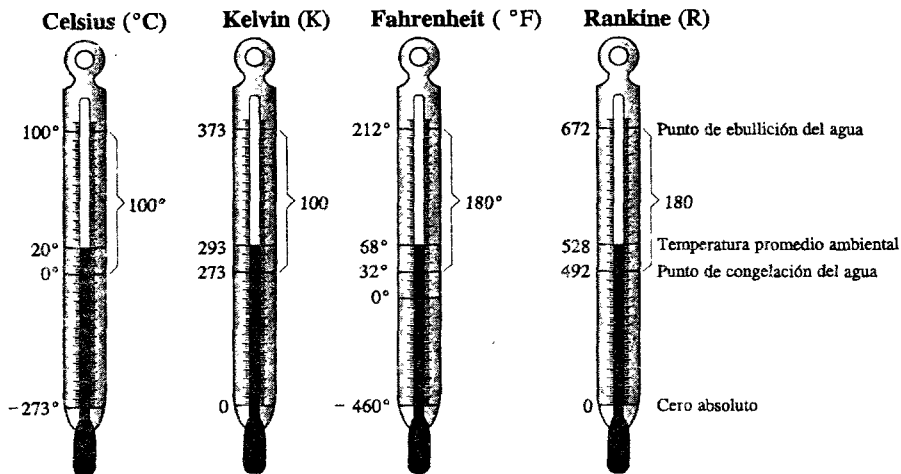 Celsius (°C) Kelvin (K) Fahrenheit ( °F) Rankine (R)
100° 373 212° 672 Punto de ebullición del agua
100° 100 180° 180
20° 293 58° 528 Temperatura promedio ambiental
0° 273 32° 492 Punto de congelación del agua
0°
-273° 0 -460° 0 Cero absoluto